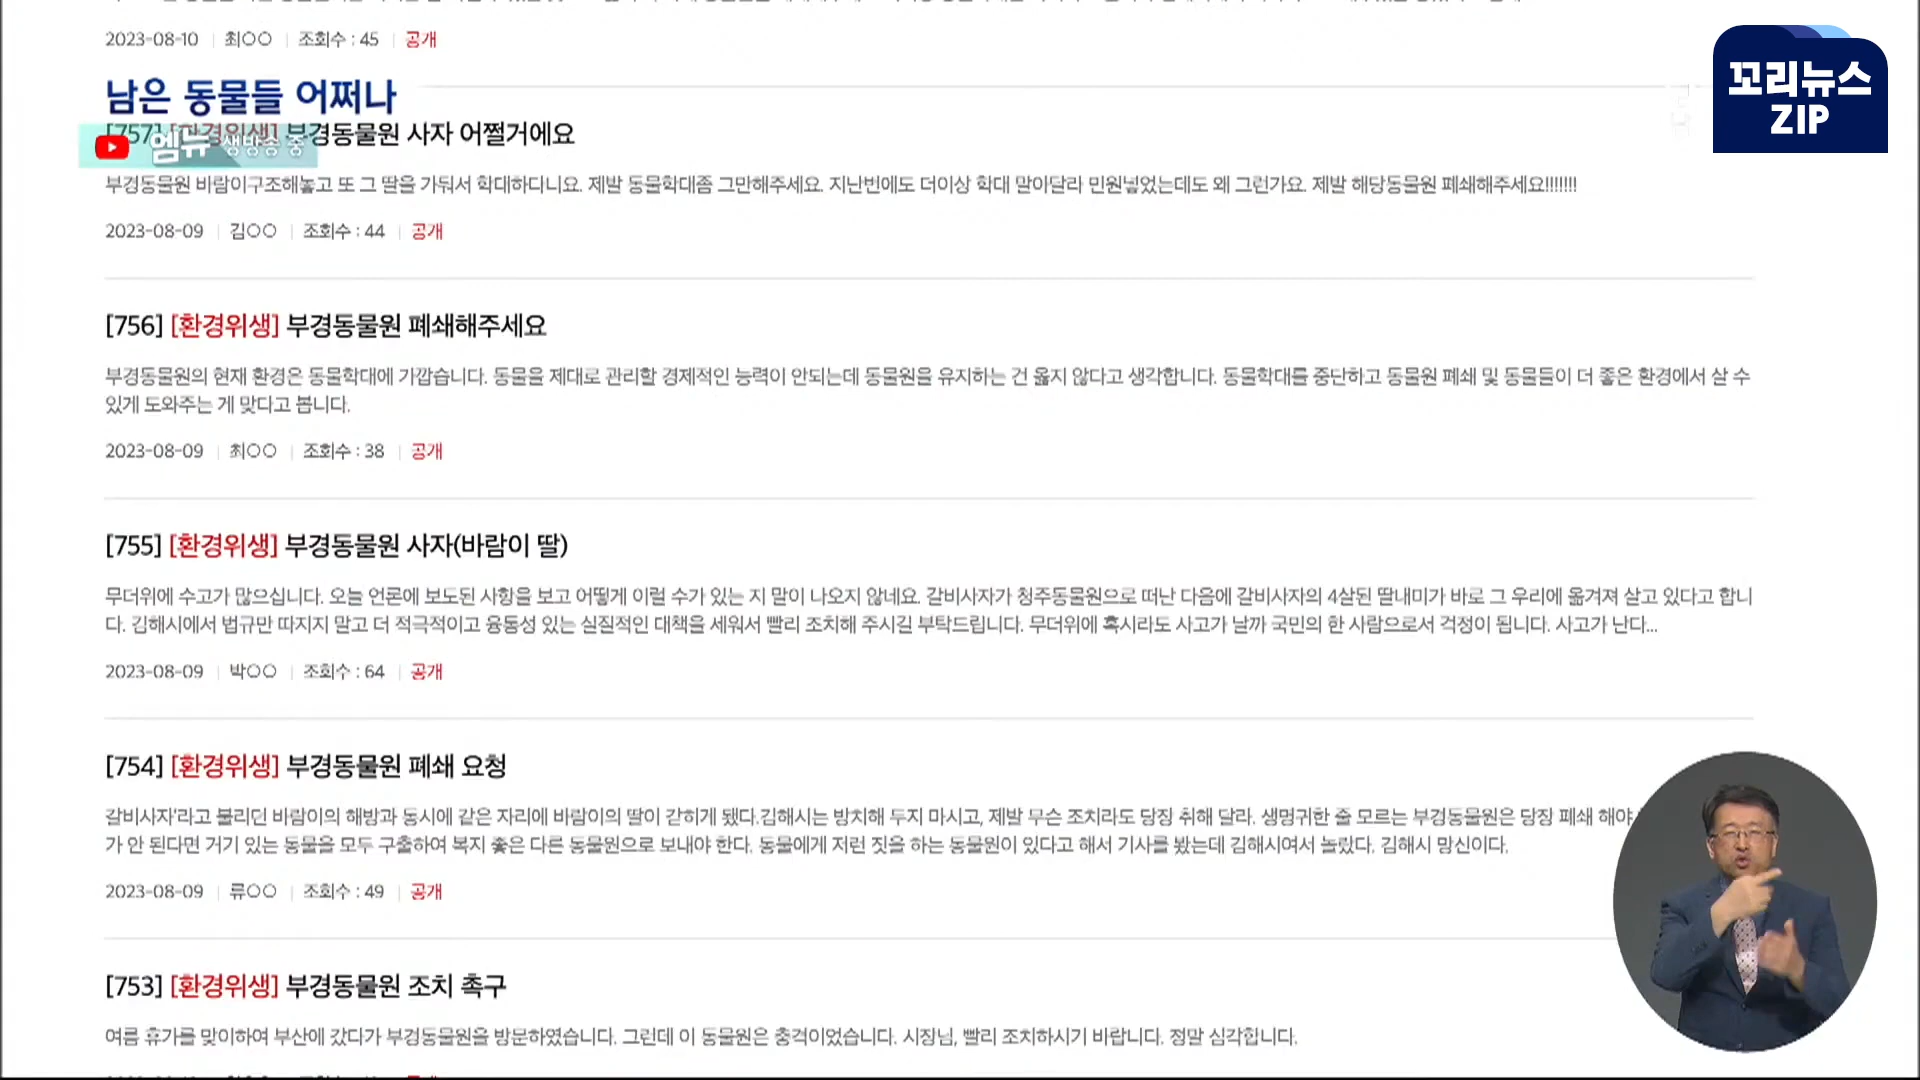 2023-08-10 최○○ 조회수 : 45 공개
꼬리뉴스
ZIP
남은 동물들 어쩌나
[757] [환경위생] 부경동물원 사자 어쩔거에요
엠뉴 생방송 중
부경동물원 바람이구조해놓고 또 그 딸을 가둬서 학대하다니요. 제발 동물학대좀 그만해주세요. 지난번에도 더이상 학대 말아달라 민원넣었는데도 왜 그런가요. 제발 해당동물원 폐쇄해주세요!!!!!!!
2023-08-09 김○○ 조회수 : 44 공개
[756] [환경위생] 부경동물원 폐쇄해주세요
부경동물원의 현재 환경은 동물학대에 가깝습니다. 동물을 제대로 관리할 경제적인 능력이 안되는데 동물원을 유지하는 건 옳지 않다고 생각합니다. 동물학대를 중단하고 동물원 폐쇄 및 동물들이 더 좋은 환경에서 살 수
있게 도와주는 게 맞다고 봅니다.
2023-08-09 최○○ 조회수 : 38 공개
[755] [환경위생] 부경동물원 사자(바람이 딸)
무더위에 수고가 많으십니다. 오늘 언론에 보도된 사항을 보고 어떻게 이럴 수가 있는 지 말이 나오지 않네요. 갈비사자가 청주동물원으로 떠난 다음에 갈비사자의 4살된 딸내미가 바로 그 우리에 옮겨져 살고 있다고 합니
다. 김해시에서 법규만 따지지 말고 더 적극적이고 융통성 있는 실질적인 대책을 세워서 빨리 조치해 주시길 부탁드립니다. 무더위에 혹시라도 사고가 날까 국민의 한 사람으로서 걱정이 됩니다. 사고가 난다...
2023-08-09 박○○ 조회수 : 64 공개
[754] [환경위생] 부경동물원 폐쇄 요청
갈비사자'라고 불리던 바람이의 해방과 동시에 같은 자리에 바람이의 딸이 갇히게 됐다.김해시는 방치해 두지 마시고, 제발 무슨 조치라도 당장 취해 달라. 생명귀한 줄 모르는 부경동물원은 당장 폐쇄 해야
가 안 된다면 거기 있는 동물을 모두 구출하여 복지 좋은 다른 동물원으로 보내야 한다. 동물에게 저런 짓을 하는 동물원이 있다고 해서 기사를 봤는데 김해시여서 놀랐다. 김해시 망신이다.
2023-08-09 류○○ 조회수 : 49 공개
[753] [환경위생] 부경동물원 조치 촉구
여름 휴가를 맞이하여 부산에 갔다가 부경동물원을 방문하였습니다. 그런데 이 동물원은 충격이었습니다. 시장님, 빨리 조치하시기 바랍니다. 정말 심각합니다.